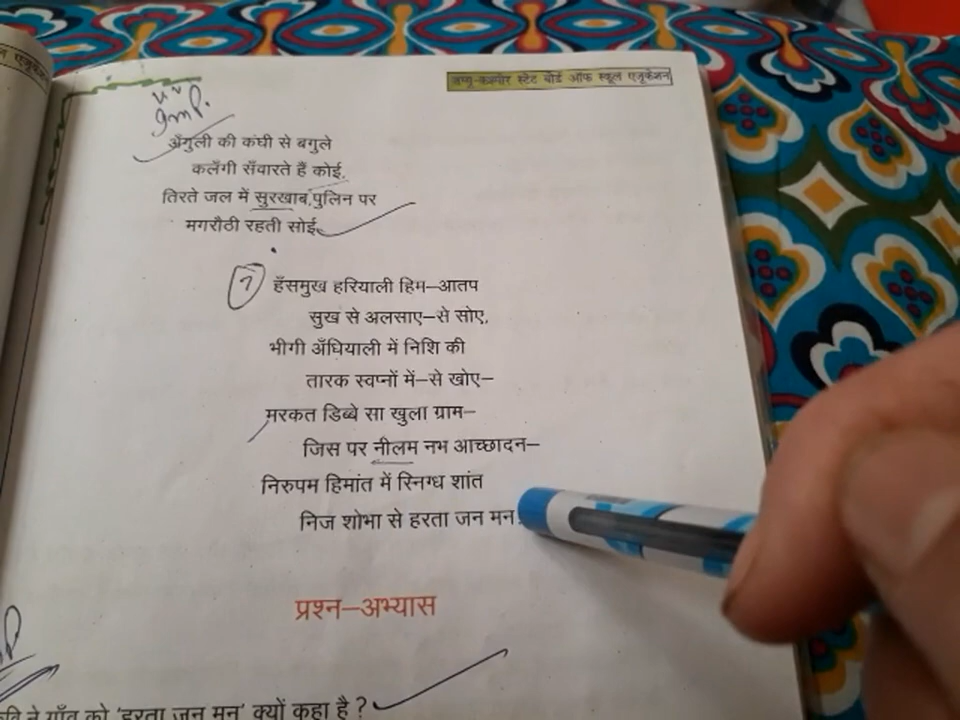 जम्मू-कश्मीर स्टेट बोर्ड ऑफ स्कूल एजुकेशन
Imp.
अँगुली की कंघी से बगुले
कलँगी सँवारते हैं कोई,
तिरते जल में सुरखाब, पुलिन पर
मगरौठी रहती सोई।
7 हँसमुख हरियाली हिम–आतप
सुख से अलसाए–से सोए,
भीगी अँधियाली में निशि की
तारक स्वप्नों में–से खोए–
मरकत डिब्बे सा खुला ग्राम–
जिस पर नीलम नभ आच्छादन–
निरुपम हिमांत में स्निग्ध शांत
निज शोभा से हरता जन मन
प्रश्न–अभ्यास
ने गाँव को 'हरता जन मन' क्यों कहा है ?